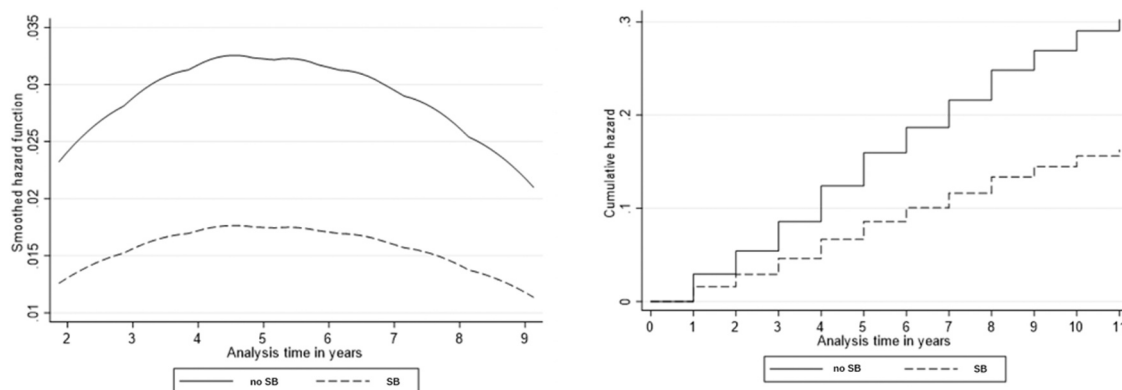 Smoothed hazard function
.035
.03
.025
.02
.015
.01
2 3 4 5 6 7 8 9
Analysis time in years
no SB SB
Cumulative hazard
.3
.2
.1
0
0 1 2 3 4 5 6 7 8 9 10 11
Analysis time in years
no SB SB